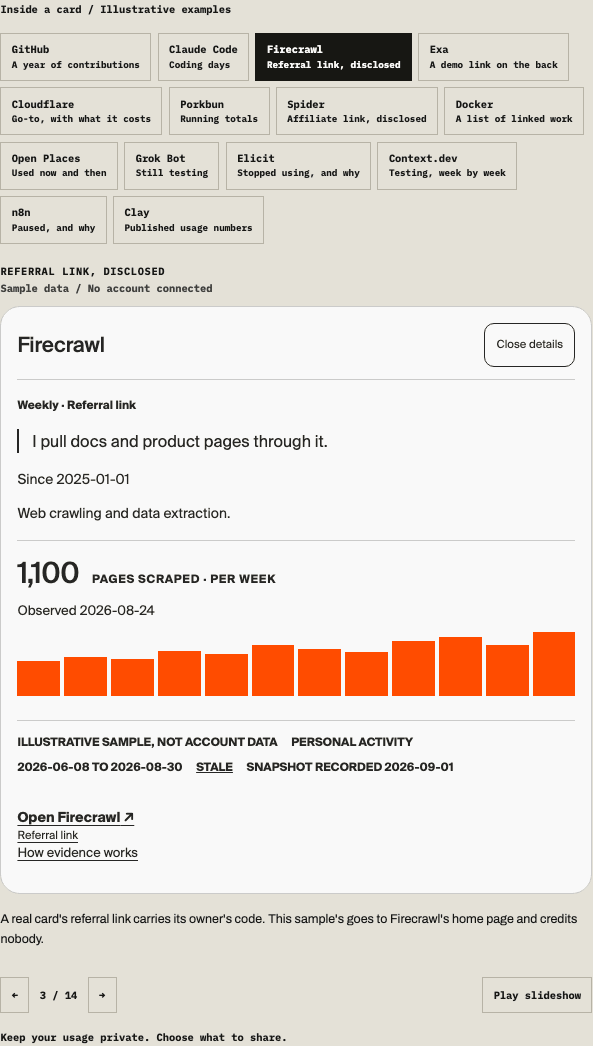 Inside a card / Illustrative examples
GitHub
A year of contributions
Claude Code
Coding days
Firecrawl
Referral link, disclosed
Exa
A demo link on the back
Cloudflare
Go-to, with what it costs
Porkbun
Running totals
Spider
Affiliate link, disclosed
Docker
A list of linked work
Open Places
Used now and then
Grok Bot
Still testing
Elicit
Stopped using, and why
Context.dev
Testing, week by week
n8n
Paused, and why
Clay
Published usage numbers
REFERRAL LINK, DISCLOSED
Sample data / No account connected
Firecrawl
Close details
Weekly · Referral link
I pull docs and product pages through it.
Since 2025-01-01
Web crawling and data extraction.
1,100 PAGES SCRAPED · PER WEEK
Observed 2026-08-24
ILLUSTRATIVE SAMPLE, NOT ACCOUNT DATA PERSONAL ACTIVITY
2026-06-08 TO 2026-08-30 STALE SNAPSHOT RECORDED 2026-09-01
Open Firecrawl ↗
Referral link
How evidence works
A real card's referral link carries its owner's code. This sample's goes to Firecrawl's home page and credits
nobody.
← 3 / 14 →
Play slideshow
Keep your usage private. Choose what to share.